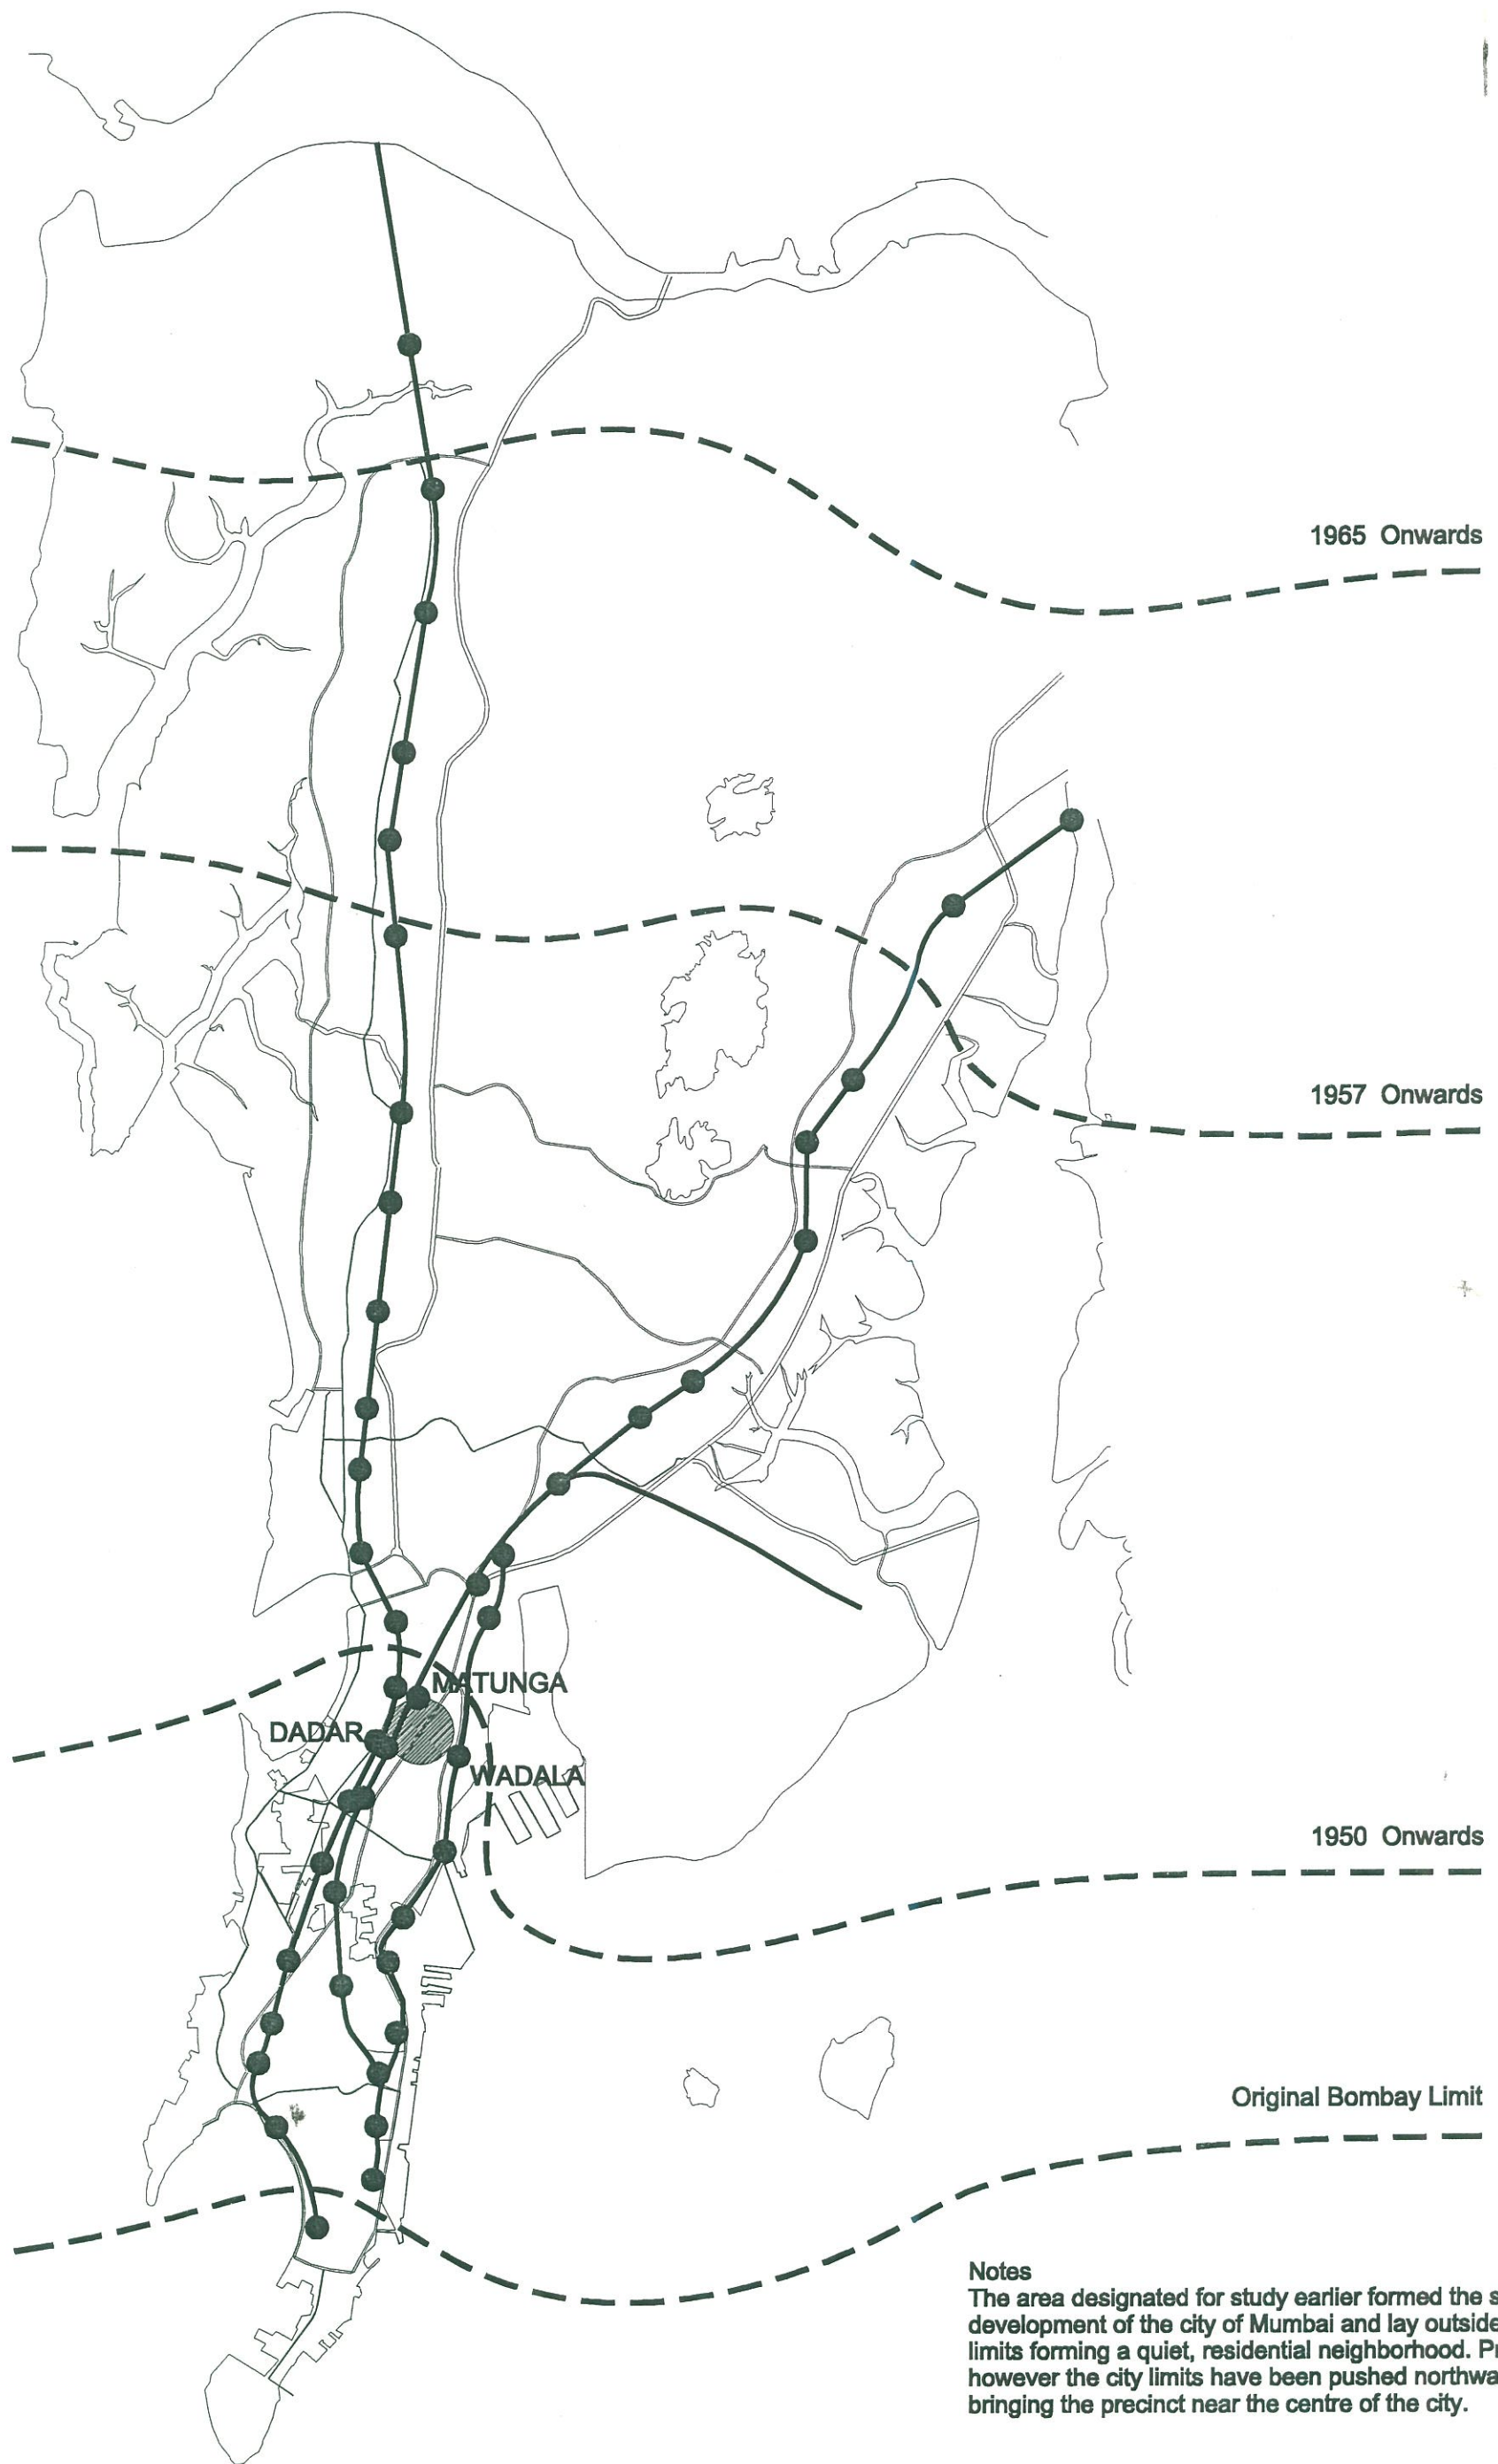 1965 Onwards
1957 Onwards
MATUNGA
DADAR
WADALA
1950 Onwards
Original Bombay Limit
Notes
The area designated for study earlier formed the
development of the city of Mumbai and lay outside
limits forming a quiet, residential neighborhood.
however the city limits have been pushed
bringing the precinct near the centre of the city.